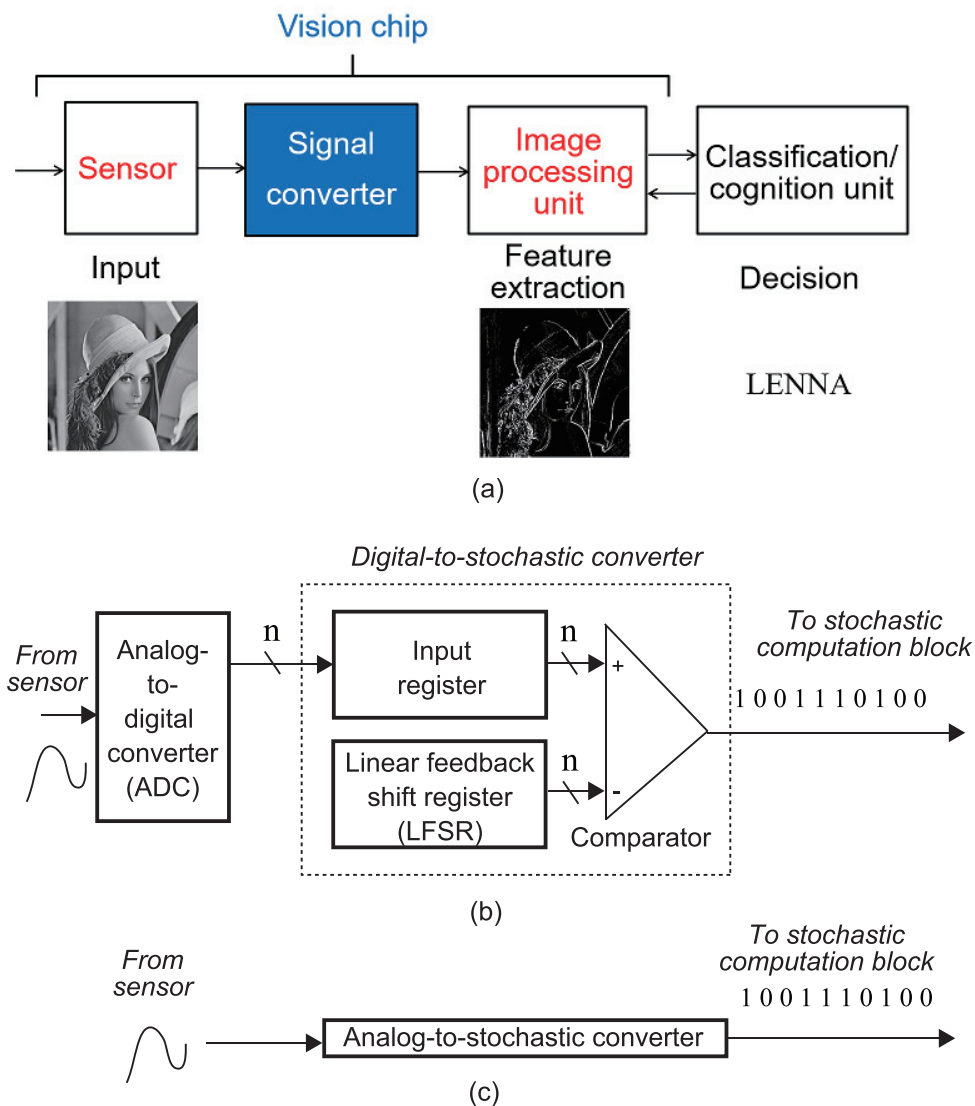 Vision chip
Sensor
Signal
converter
Image
processing
unit
Classification/
cognition unit
Input
Feature
extraction
Decision
LENNA
(a)
Digital-to-stochastic converter
From
sensor
Analog-
to-
digital
converter
(ADC)
n
Input
register
n
+
Linear feedback
shift register
(LFSR)
n
-
Comparator
To stochastic
computation block
1 0 0 1 1 1 0 1 0 0
(b)
From
sensor
Analog-to-stochastic converter
To stochastic
computation block
1 0 0 1 1 1 0 1 0 0
(c)